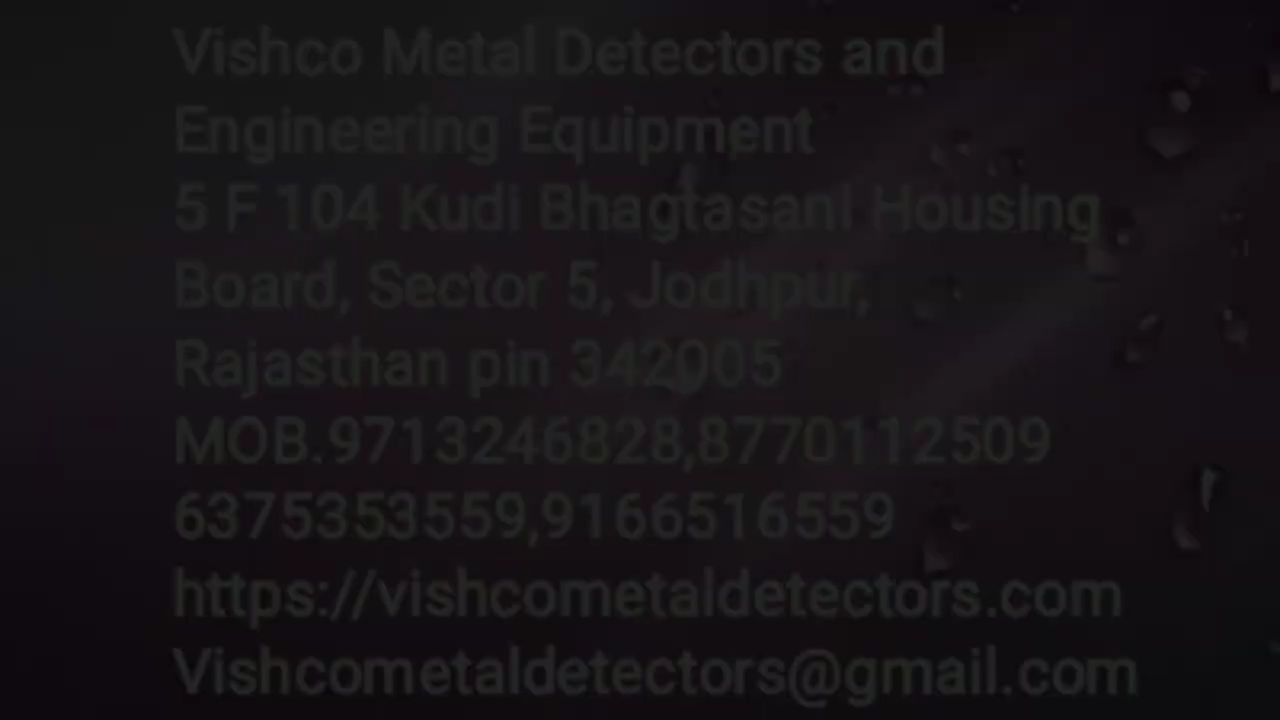 Vishco Metal Detectors and
Engineering Equipment
5 F 104 Kudi Bhagtasani Housing
Board, Sector 5, Jodhpur,
Rajasthan pin 342005
MOB.9713246828,8770112509
6375353559,9166516559
https://vishcometaldetectors.com
Vishcometaldetectors@gmail.com